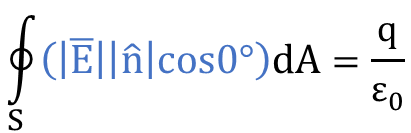 ∮S (|E̅||n̂|cos0°)dA = q/ε₀